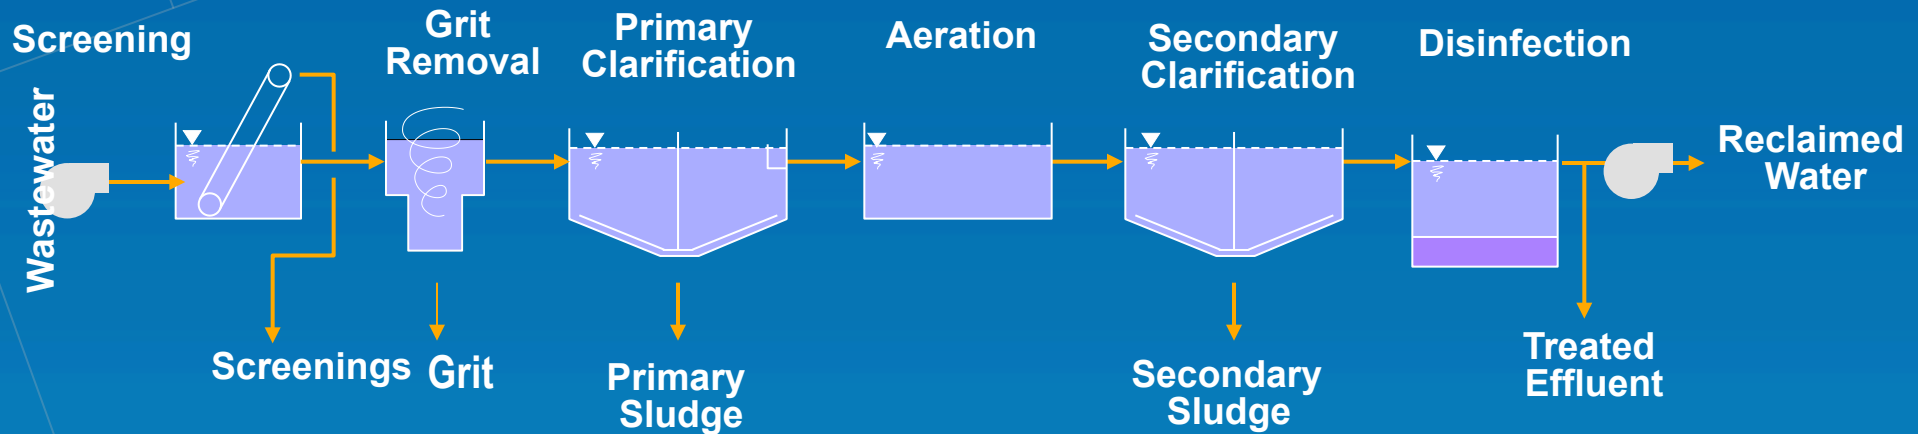 Screening
Grit
Removal
Primary
Clarification
Aeration
Secondary
Clarification
Disinfection
Wastewater
Reclaimed
Water
Screenings
Grit
Primary
Sludge
Secondary
Sludge
Treated
Effluent